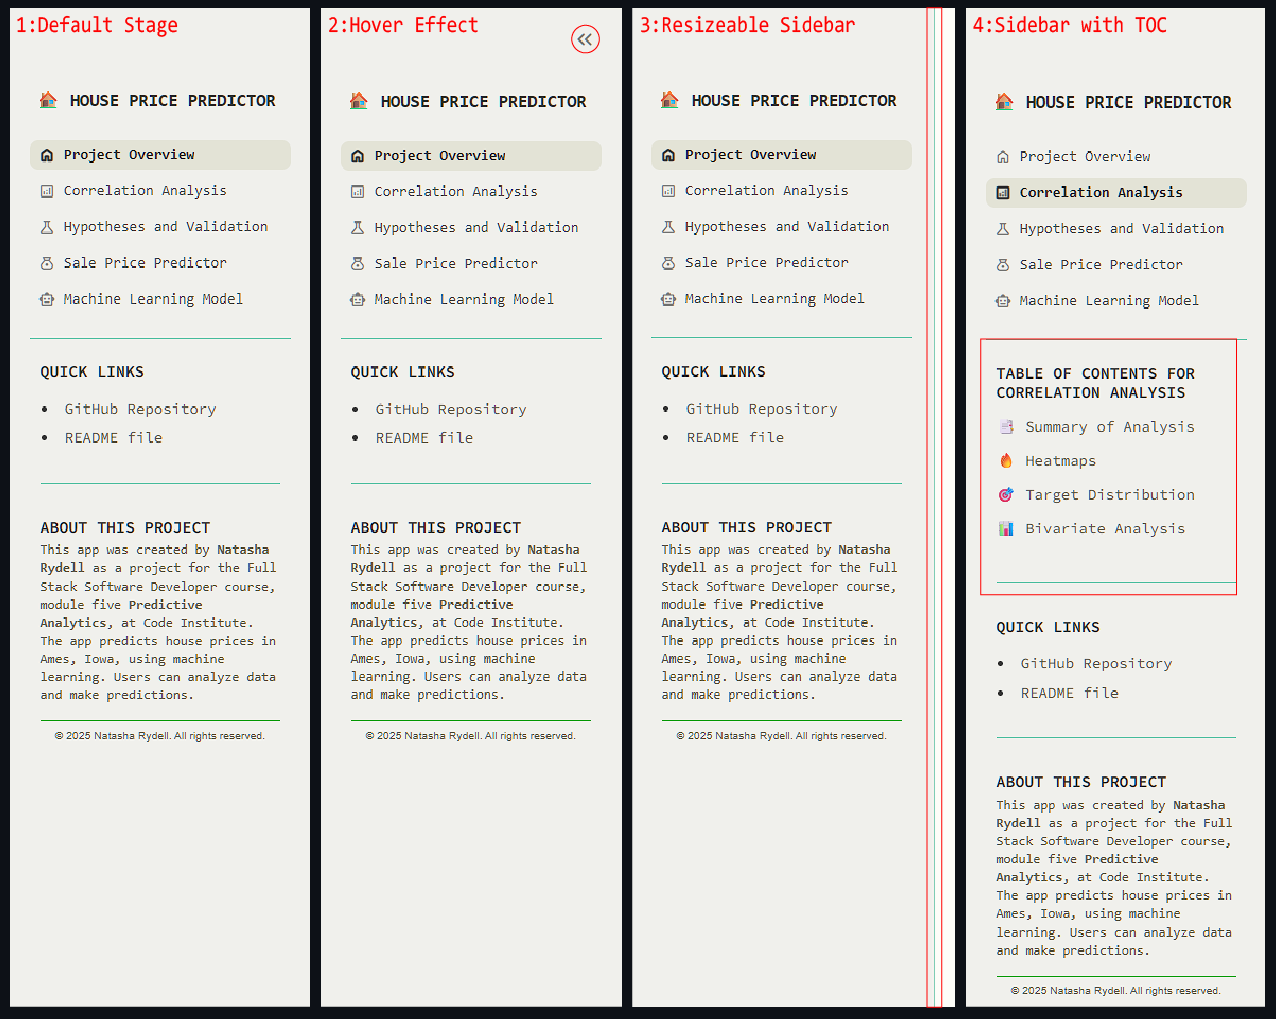 1:Default Stage
🏠 HOUSE PRICE PREDICTOR
Project Overview
Correlation Analysis
Hypotheses and Validation
Sale Price Predictor
Machine Learning Model
QUICK LINKS
• GitHub Repository
• README file
ABOUT THIS PROJECT
This app was created by Natasha
Rydell as a project for the Full
Stack Software Developer course,
module five Predictive
Analytics, at Code Institute.
The app predicts house prices in
Ames, Iowa, using machine
learning. Users can analyze data
and make predictions.
© 2025 Natasha Rydell. All rights reserved.
2:Hover Effect
🏠 HOUSE PRICE PREDICTOR
Project Overview
Correlation Analysis
Hypotheses and Validation
Sale Price Predictor
Machine Learning Model
QUICK LINKS
• GitHub Repository
• README file
ABOUT THIS PROJECT
This app was created by Natasha
Rydell as a project for the Full
Stack Software Developer course,
module five Predictive
Analytics, at Code Institute.
The app predicts house prices in
Ames, Iowa, using machine
learning. Users can analyze data
and make predictions.
© 2025 Natasha Rydell. All rights reserved.
3:Resizeable Sidebar
🏠 HOUSE PRICE PREDICTOR
Project Overview
Correlation Analysis
Hypotheses and Validation
Sale Price Predictor
Machine Learning Model
QUICK LINKS
• GitHub Repository
• README file
ABOUT THIS PROJECT
This app was created by Natasha
Rydell as a project for the Full
Stack Software Developer course,
module five Predictive
Analytics, at Code Institute.
The app predicts house prices in
Ames, Iowa, using machine
learning. Users can analyze data
and make predictions.
© 2025 Natasha Rydell. All rights reserved.
4:Sidebar with TOC
🏠 HOUSE PRICE PREDICTOR
Project Overview
Correlation Analysis
Hypotheses and Validation
Sale Price Predictor
Machine Learning Model
TABLE OF CONTENTS FOR
CORRELATION ANALYSIS
📑 Summary of Analysis
🔥 Heatmaps
🎯 Target Distribution
📊 Bivariate Analysis
QUICK LINKS
• GitHub Repository
• README file
ABOUT THIS PROJECT
This app was created by Natasha
Rydell as a project for the Full
Stack Software Developer course,
module five Predictive
Analytics, at Code Institute.
The app predicts house prices in
Ames, Iowa, using machine
learning. Users can analyze data
and make predictions.
© 2025 Natasha Rydell. All rights reserved.